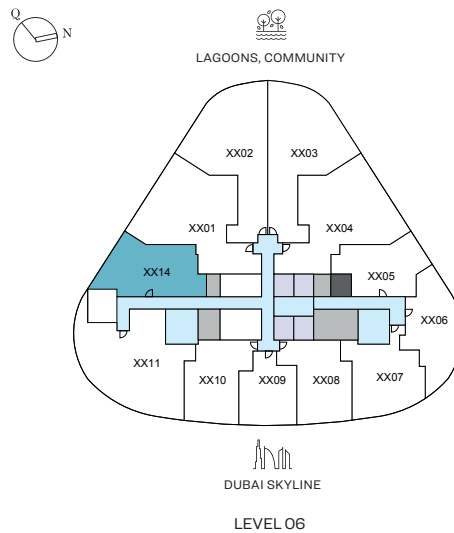 Q
N
LAGOONS, COMMUNITY
XX02
XX03
XX01
XX04
XX14
XX05
XX06
XX11
XX10
XX09
XX08
XX07
DUBAI SKYLINE
LEVEL 06